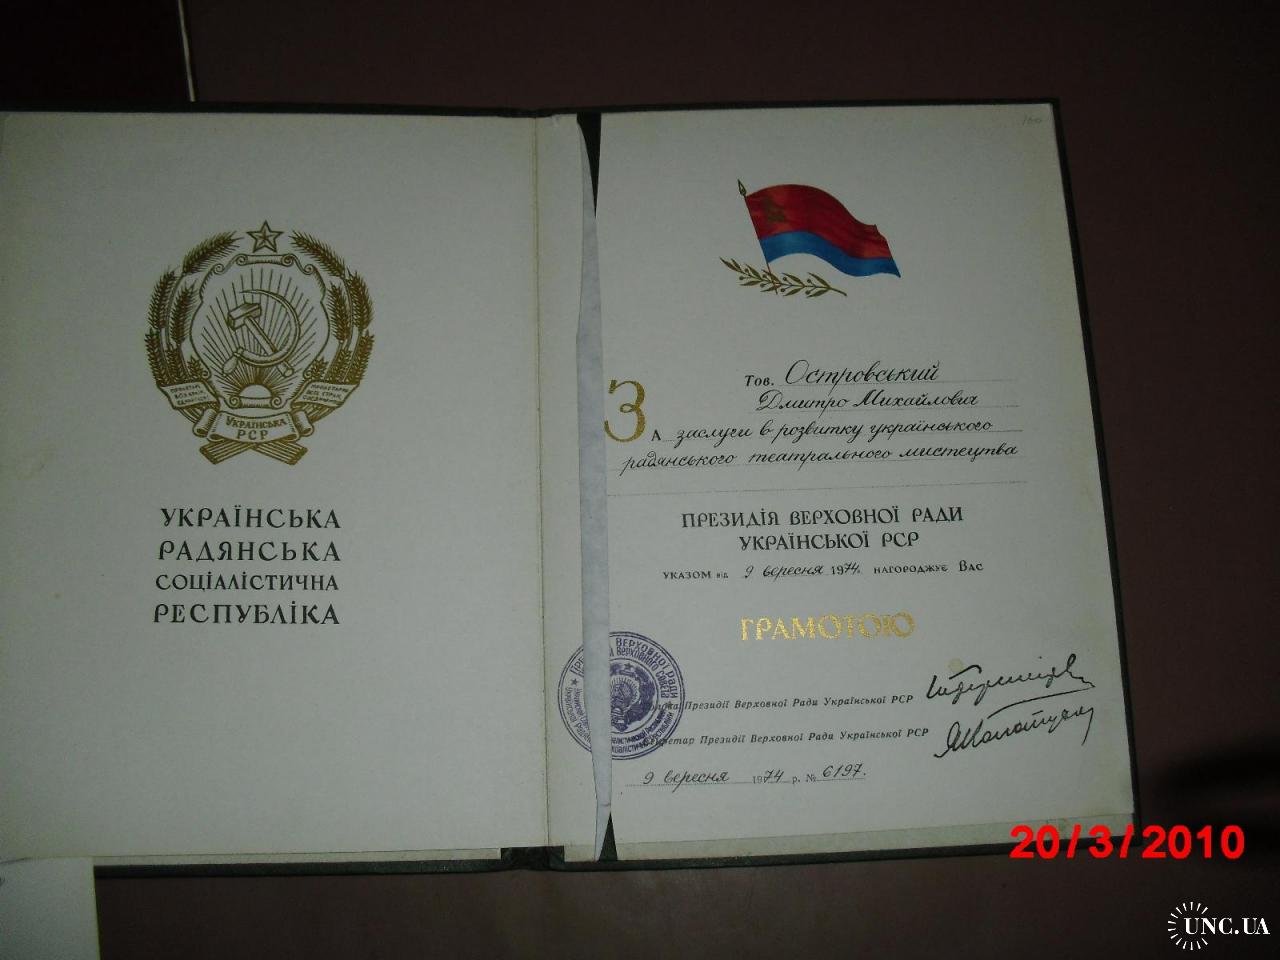 УКРАЇНСЬКА
РСР
УКРАЇНСЬКА
РАДЯНСЬКА
СОЦІАЛІСТИЧНА
РЕСПУБЛІКА
Тов. Островський
Дмитро Михайлович
ЗА заслуги в розвитку українського
радянського театрального мистецтва
ПРЕЗИДІЯ ВЕРХОВНОЇ РАДИ
УКРАЇНСЬКОЇ РСР
УКАЗОМ ВІД 9 вересня 1974 НАГОРОДЖУЄ ВАС
ГРАМОТОЮ
Президії Верховної Ради Української РСР
Секретар Президії Верховної Ради Української РСР
9 вересня 1974 р. № 6197.
20/3/2010
UNC.UA